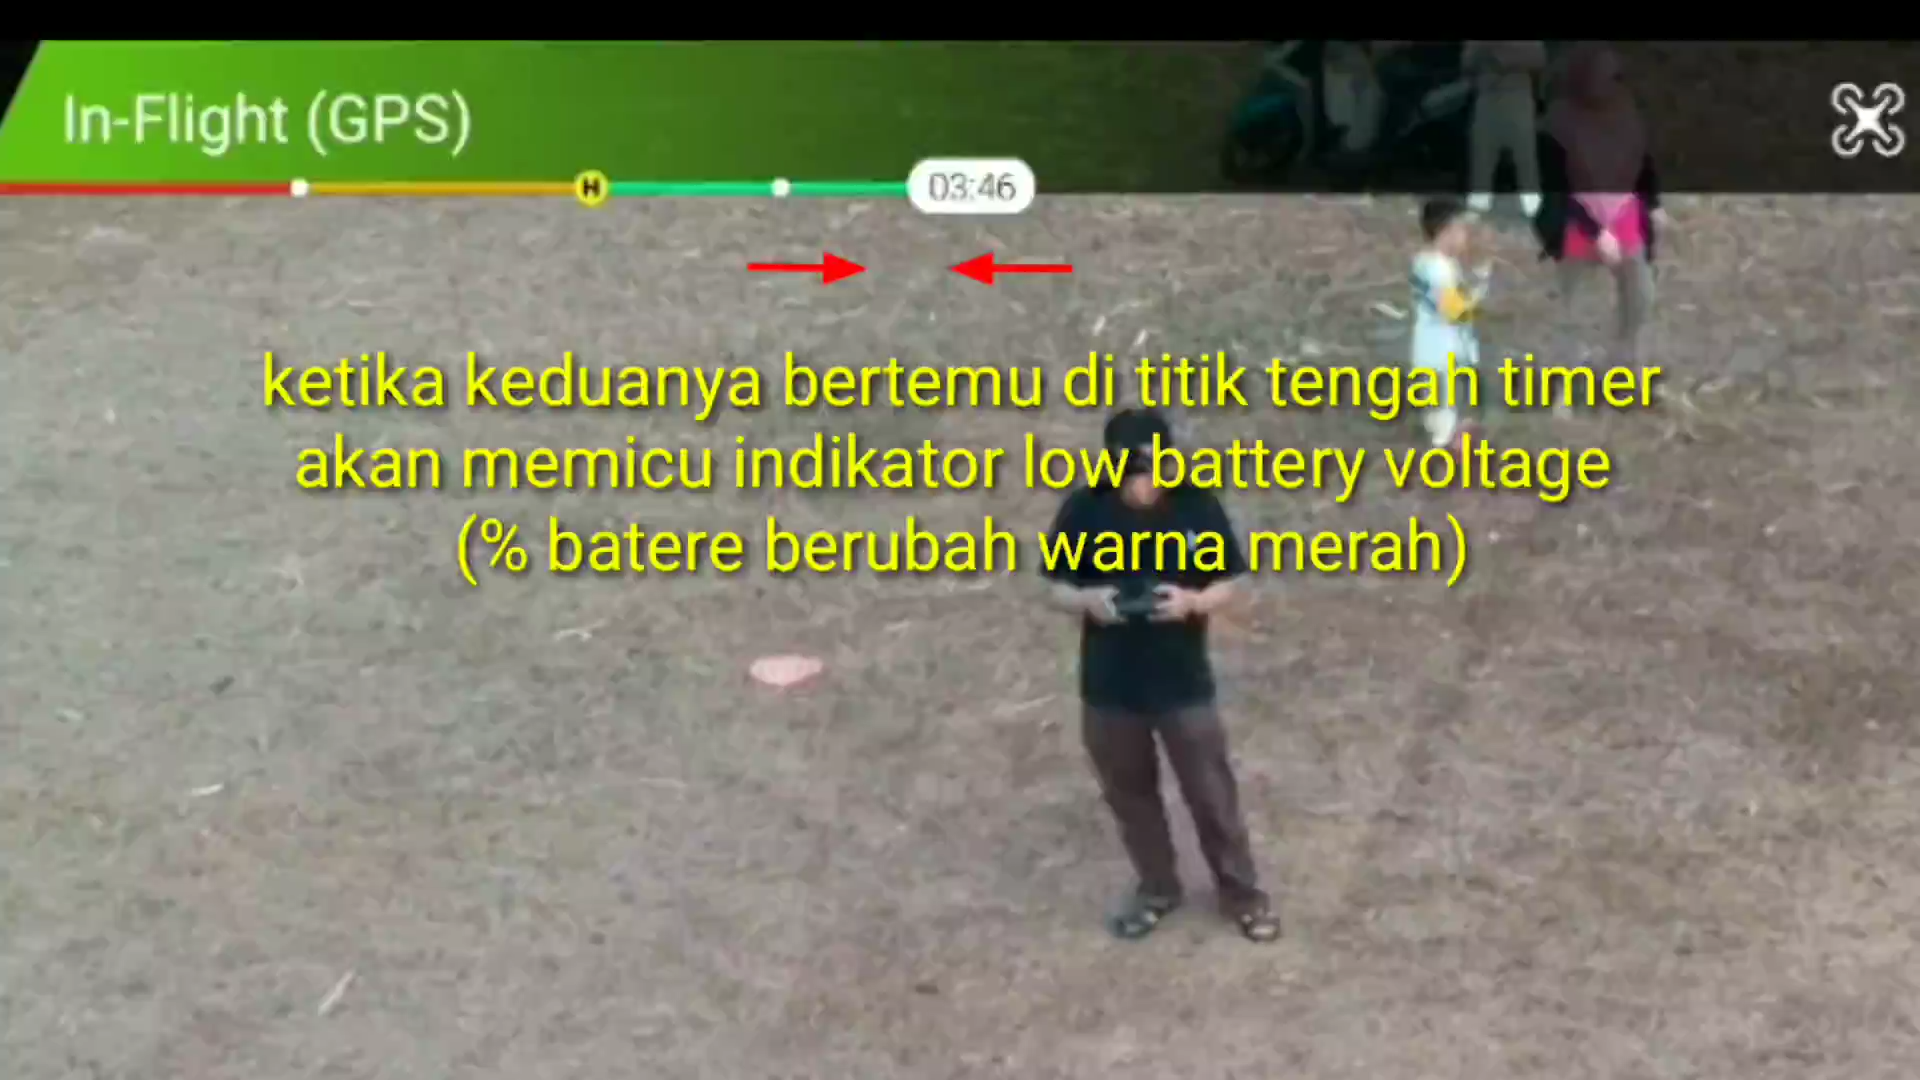 In-Flight (GPS)
H
03:46
ketika keduanya bertemu di titik tengah timer
akan memicu indikator low battery voltage
(% batere berubah warna merah)